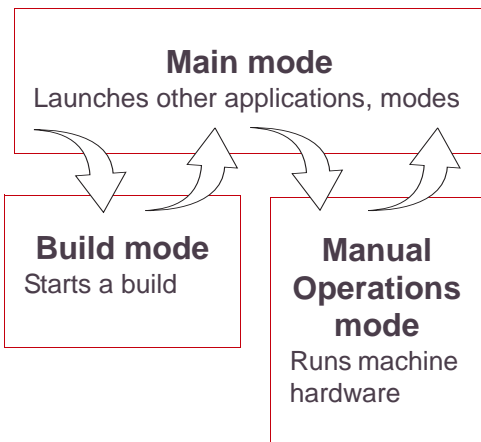 Main mode
Launches other applications, modes
Build mode
Starts a build
Manual
Operations
mode
Runs machine
hardware